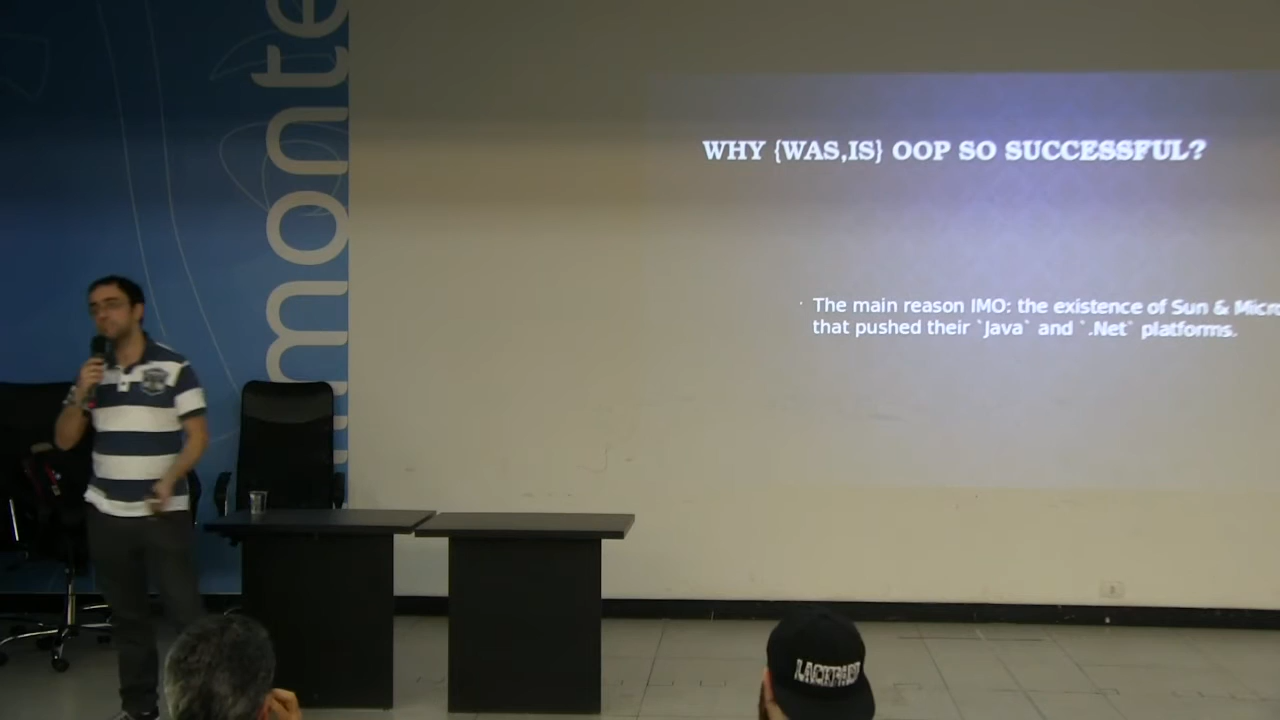 monte
WHY {WAS,IS} OOP SO SUCCESSFUL?
· The main reason IMO: the existence of Sun & Micro
that pushed their `Java` and `.Net` platforms.